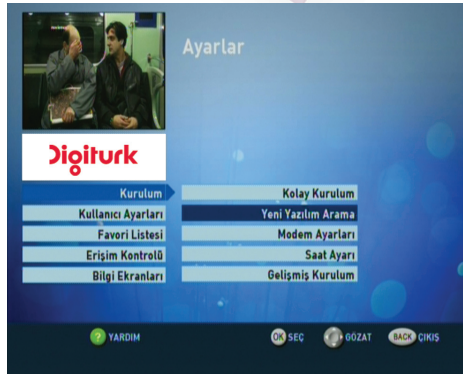 Ayarlar
Digiturk
Kurulum
Kullanıcı Ayarları
Favori Listesi
Erişim Kontrolü
Bilgi Ekranları
Kolay Kurulum
Yeni Yazılım Arama
Modem Ayarları
Saat Ayarı
Gelişmiş Kurulum
? YARDIM
OK SEÇ
GÖZAT
BACK ÇIKIŞ